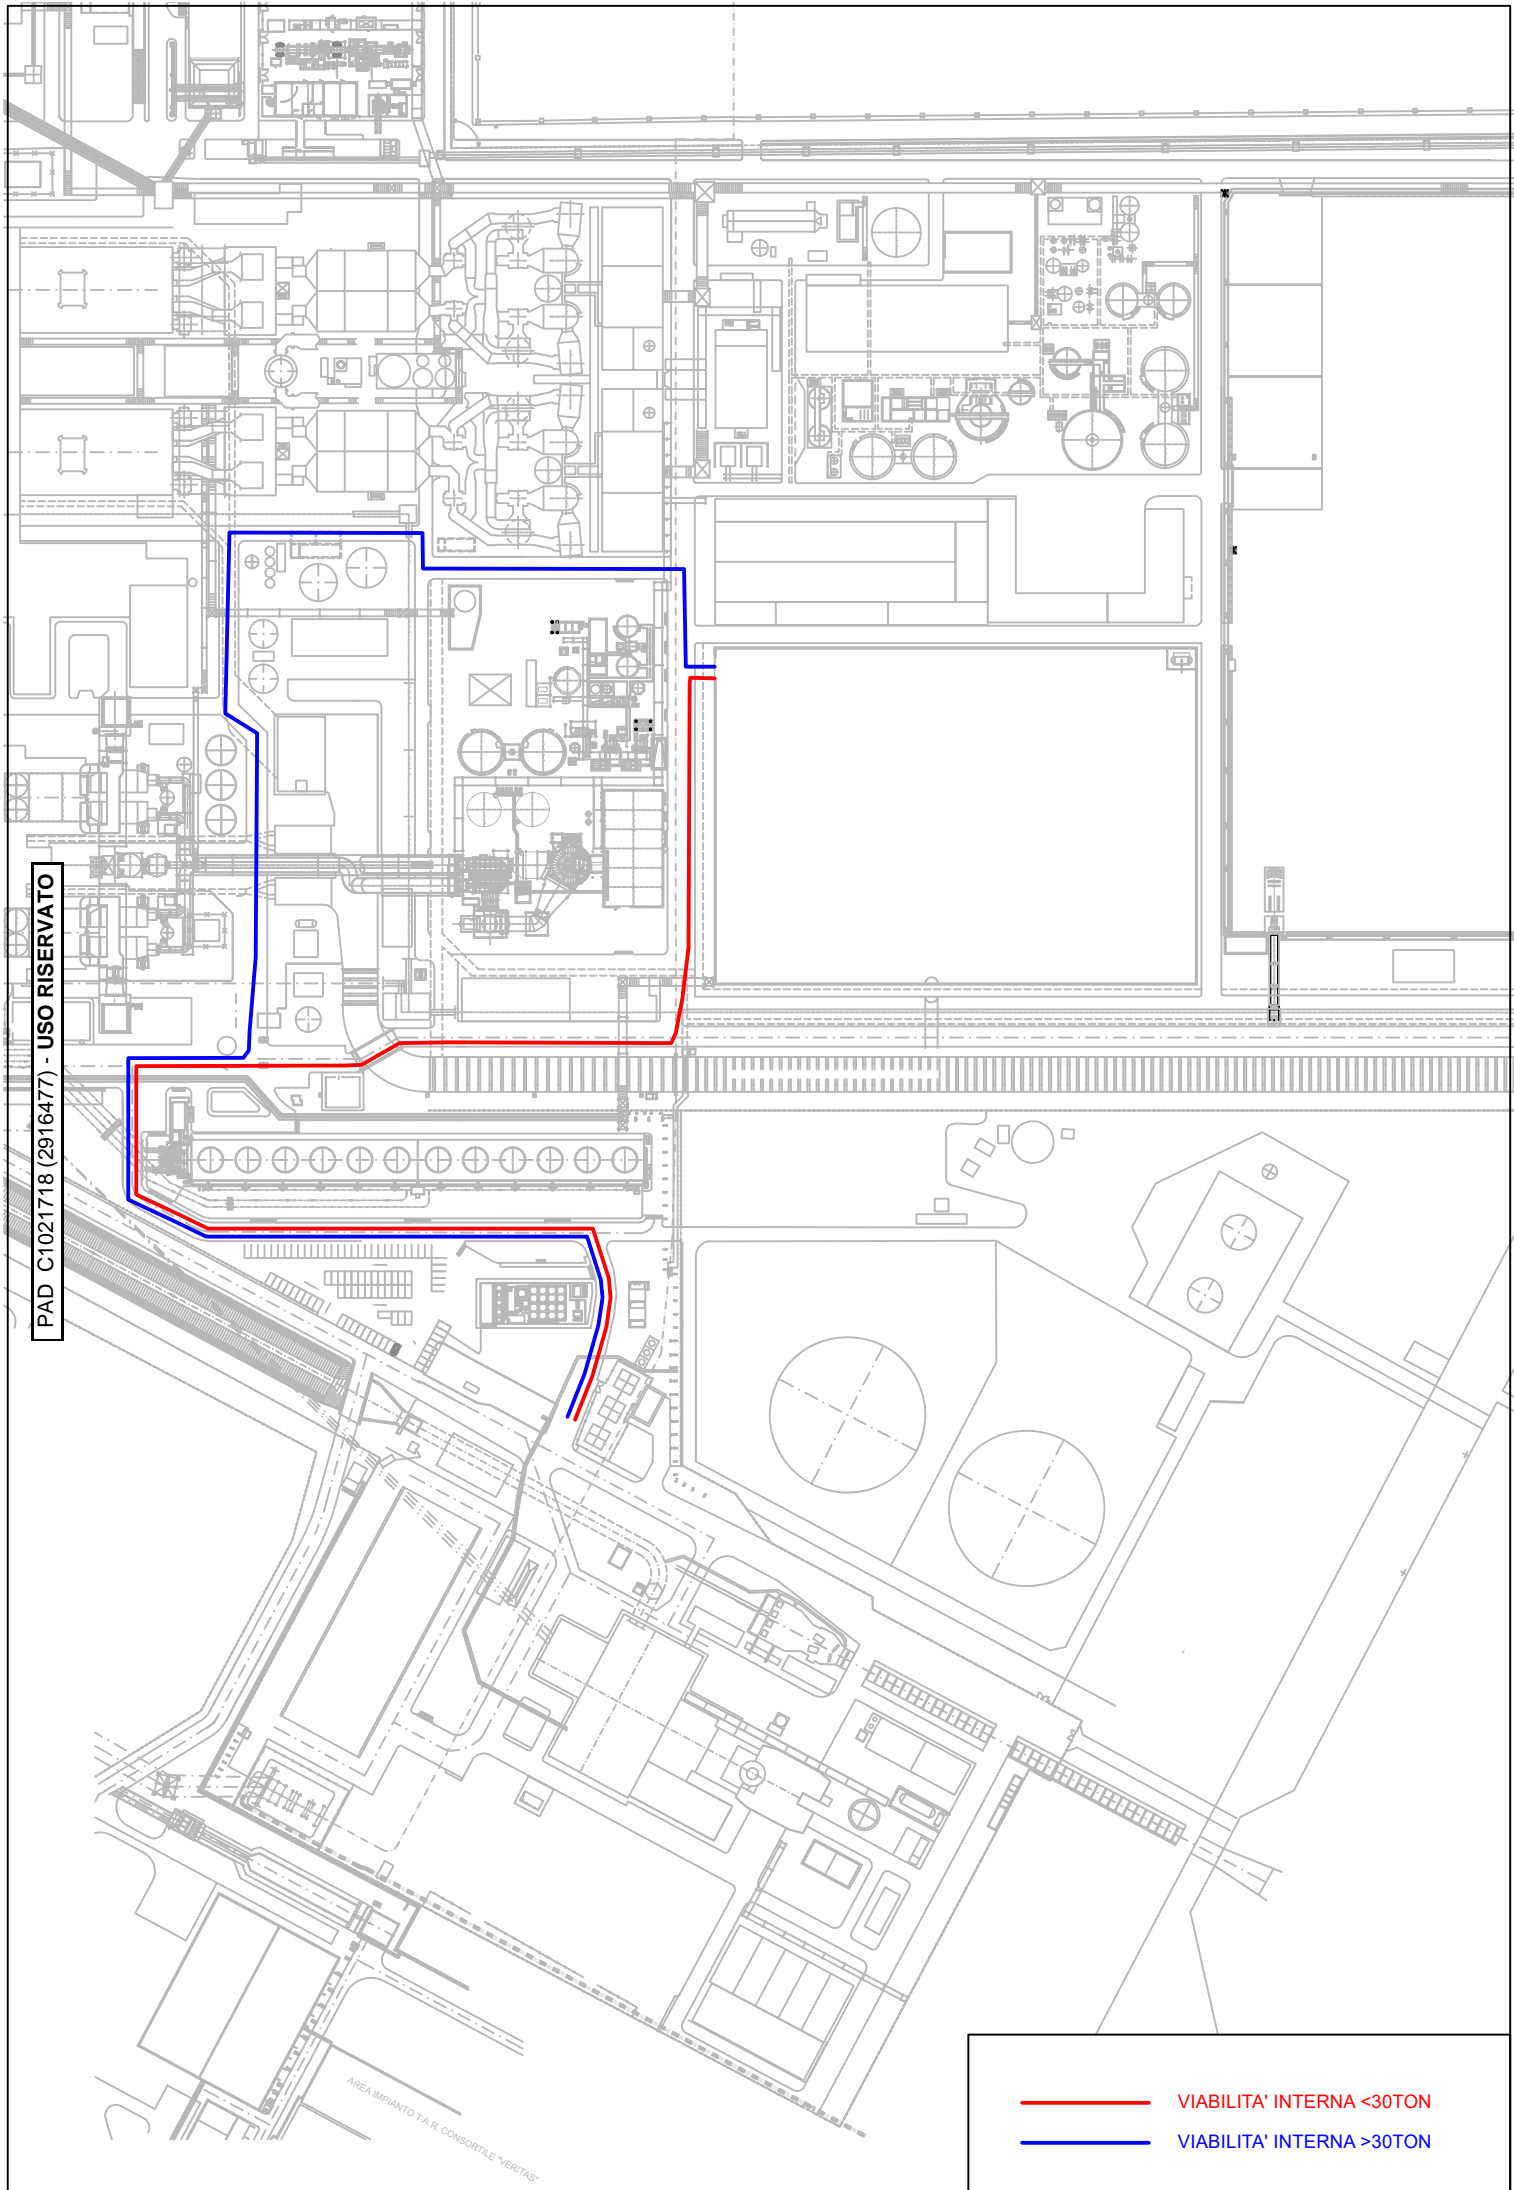 PAD C1021718 (2916477) - USO RISERVATO
AREA IMPIANTO T.A.R. CONSORTILE "VERITAS"
VIABILITA' INTERNA <30TON
VIABILITA' INTERNA >30TON